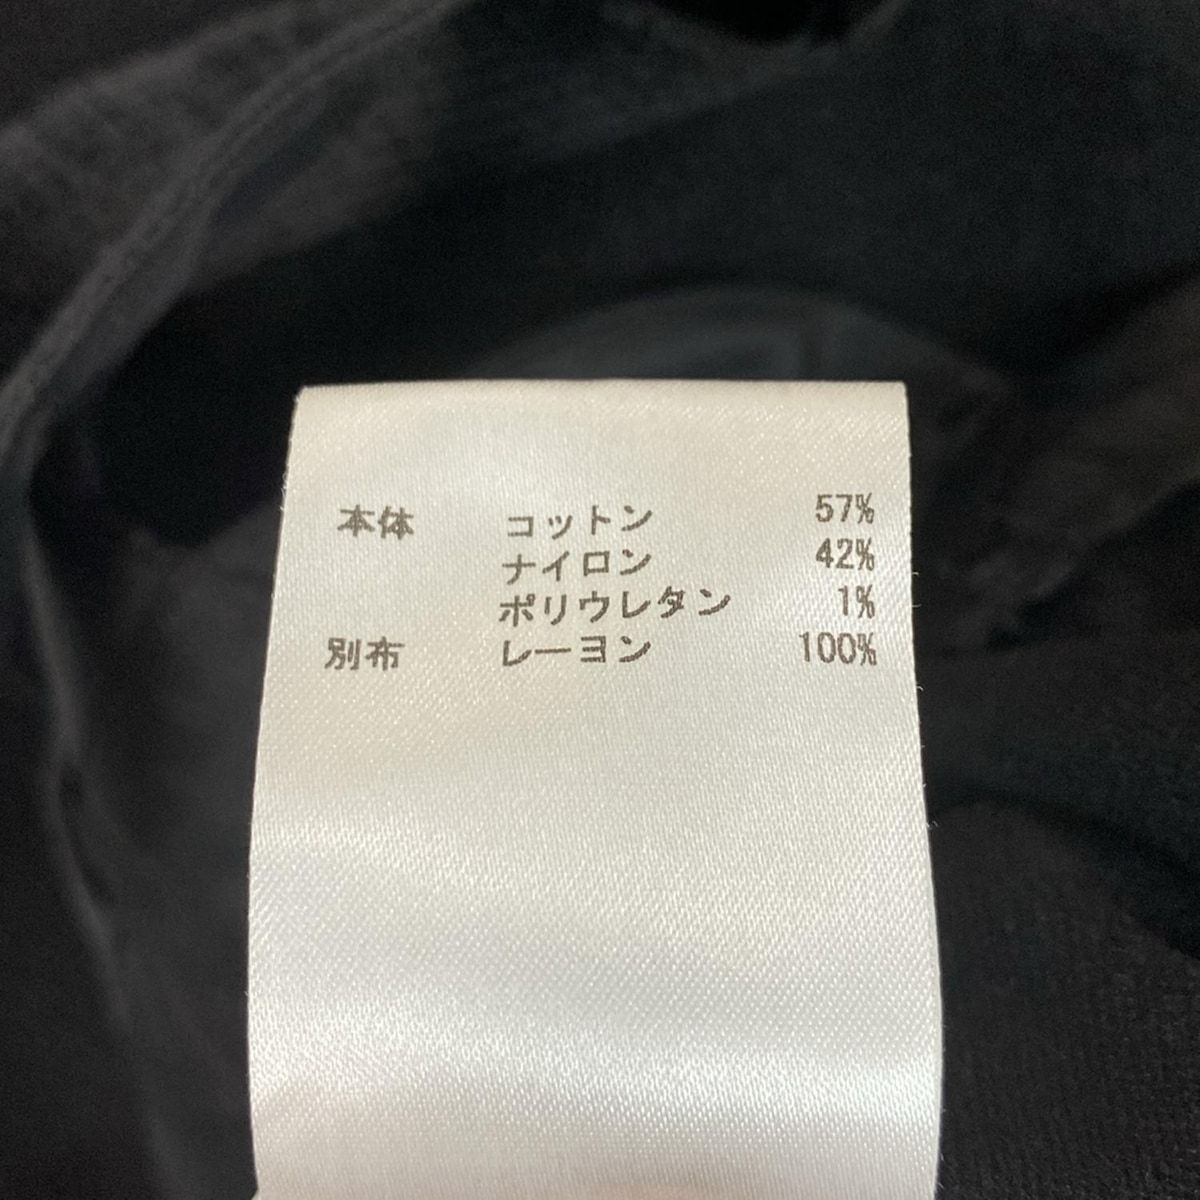 本体 コットン 57%
ナイロン 42%
ポリウレタン 1%
別布 レーヨン 100%